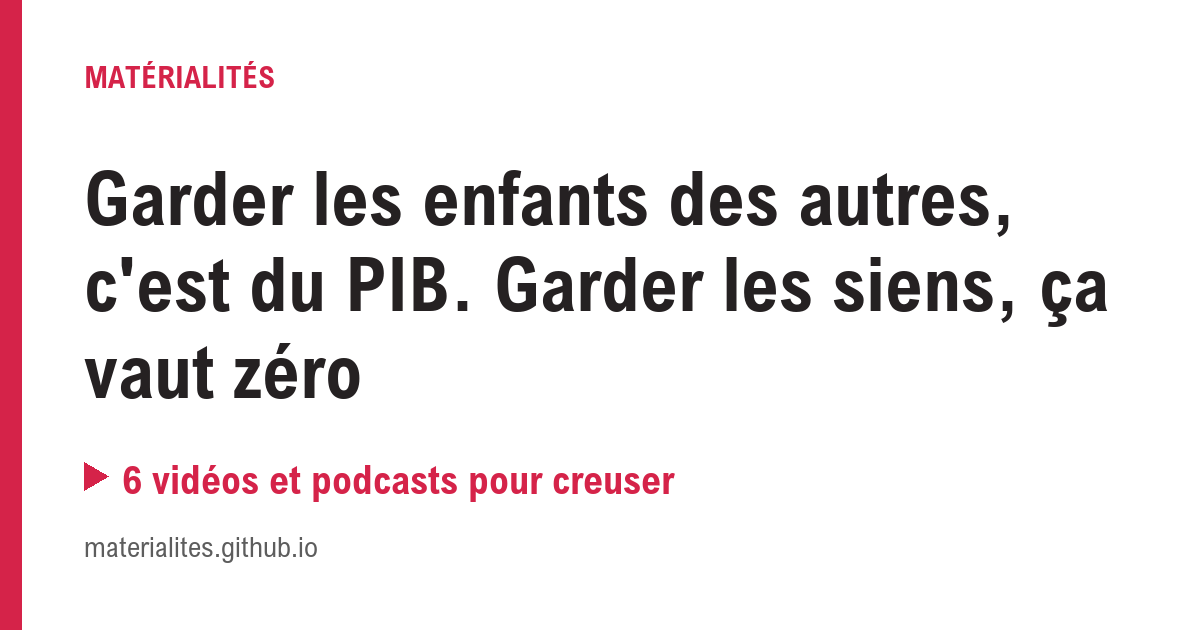 MATÉRIALITÉS
Garder les enfants des autres,
c'est du PIB. Garder les siens, ça
vaut zéro
6 vidéos et podcasts pour creuser
materialites.github.io